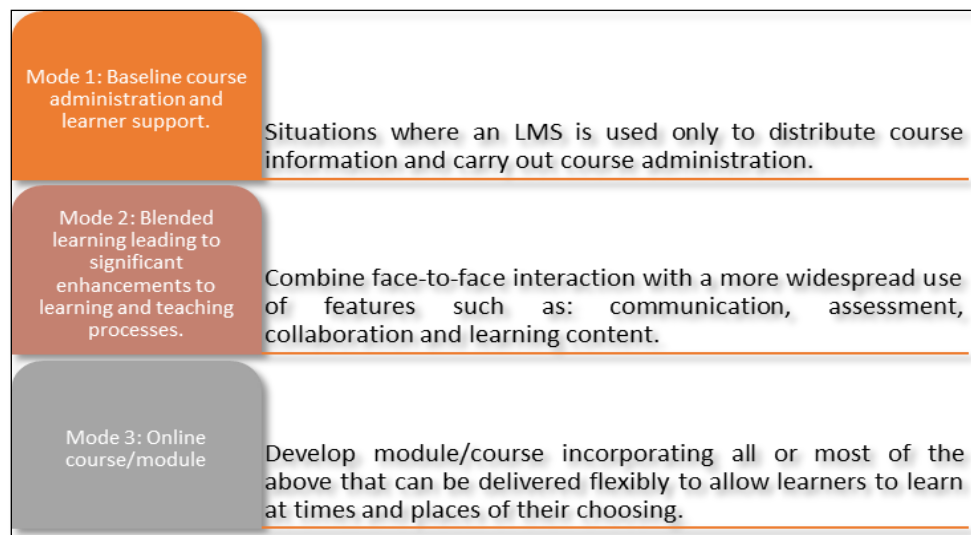 Mode 1: Baseline course
administration and
learner support.
Situations where an LMS is used only to distribute course
information and carry out course administration.
Mode 2: Blended
learning leading to
significant
enhancements to
learning and teaching
processes.
Combine face-to-face interaction with a more widespread use
of features such as: communication, assessment,
collaboration and learning content.
Mode 3: Online
course/module
Develop module/course incorporating all or most of the
above that can be delivered flexibly to allow learners to learn
at times and places of their choosing.